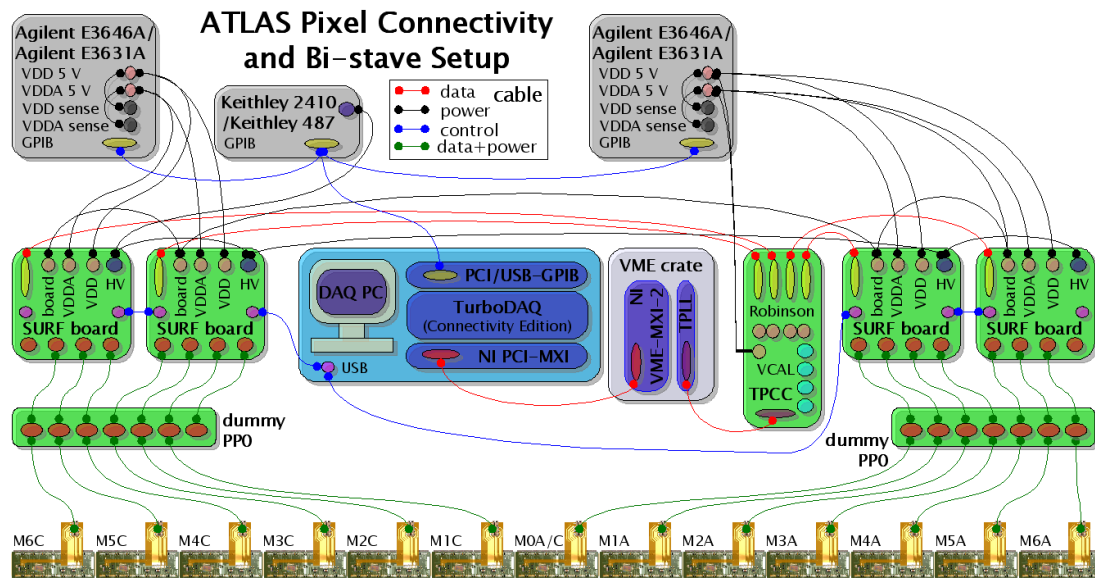 ATLAS Pixel Connectivity
and Bi-stave Setup
Agilent E3646A/
Agilent E3631A
VDD 5 V
VDDA 5 V
VDD sense
VDDA sense
GPIB
Keithley 2410
/Keithley 487
GPIB
data
cable
power
control
data+power
Agilent E3646A/
Agilent E3631A
VDD 5 V
VDDA 5 V
VDD sense
VDDA sense
GPIB
board
VDDA
VDD
HV
SURF board
board
VDDA
VDD
HV
SURF board
DAQ PC
PCI/USB-GPIB
TurboDAQ
(Connectivity Edition)
NI PCI-MXI
USB
VME crate
NI
VME-MXI-2
TPLL
Robinson
VCAL
TPCC
board
VDDA
VDD
HV
SURF board
board
VDDA
VDD
HV
SURF board
dummy
PP0
dummy
PP0
M6C
M5C
M4C
M3C
M2C
M1C
M0A/C
M1A
M2A
M3A
M4A
M5A
M6A